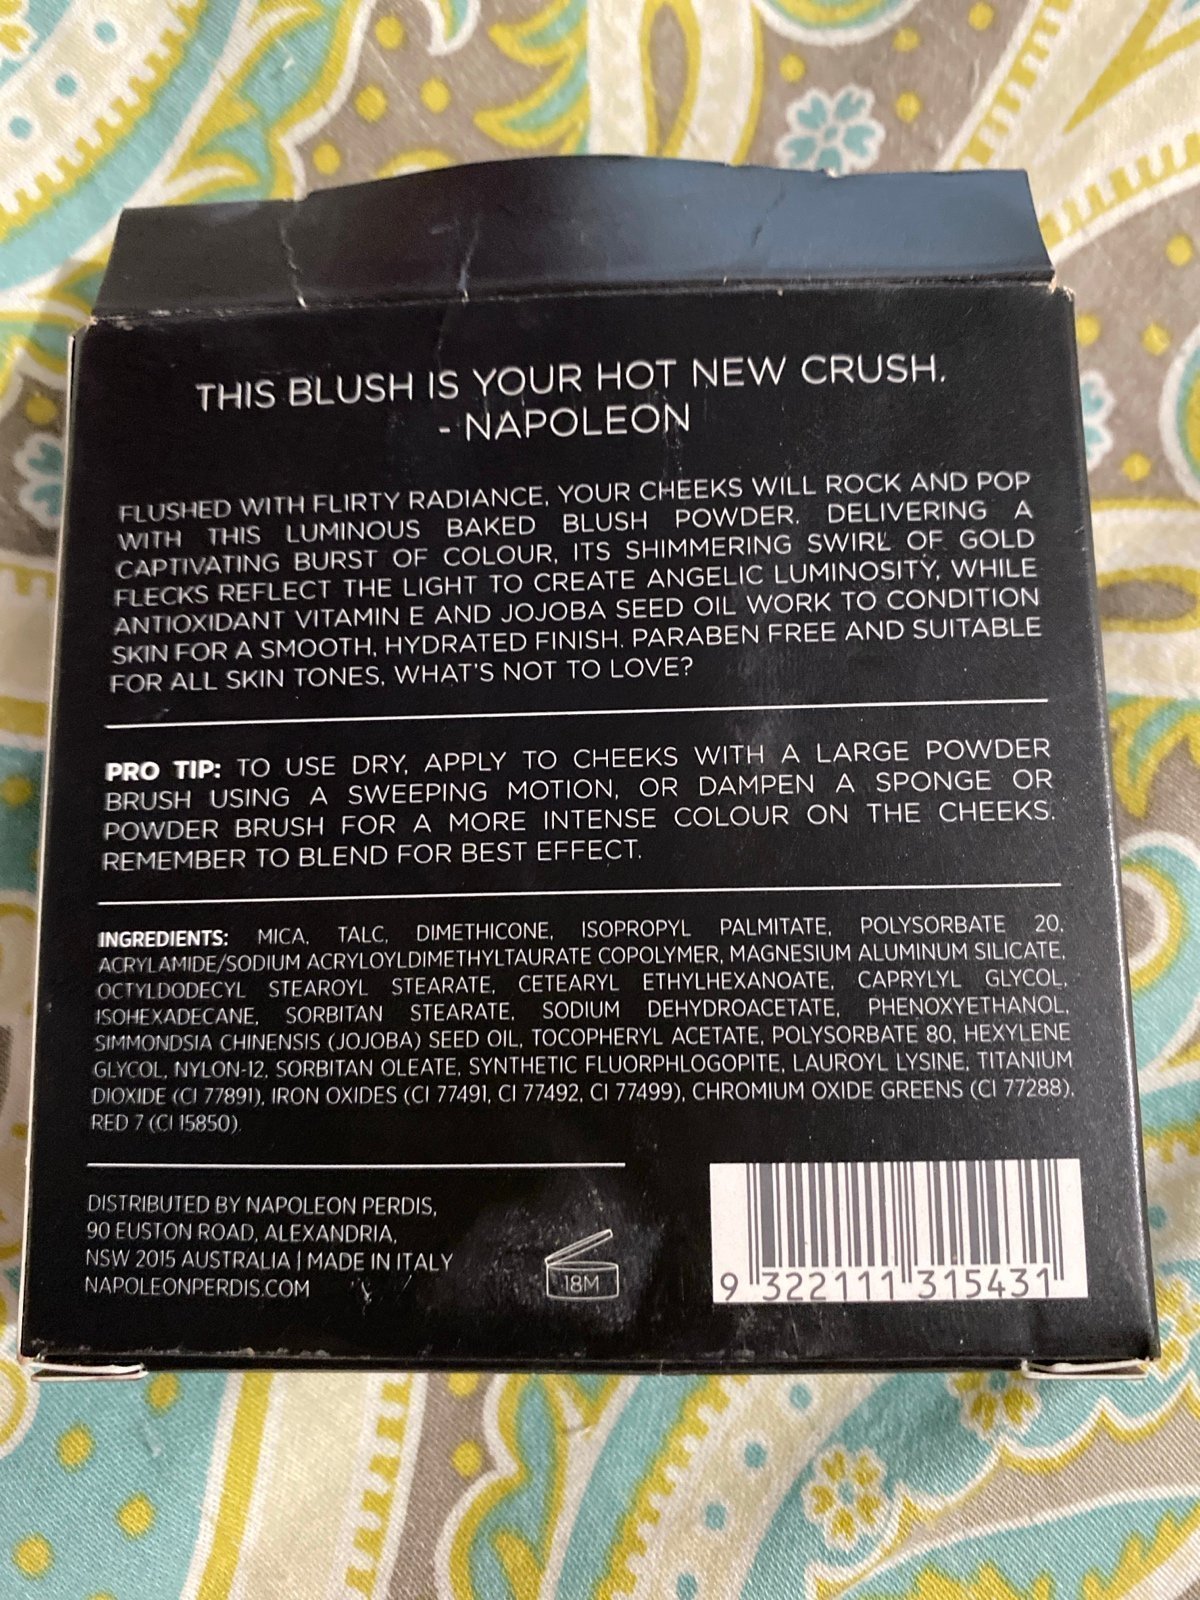 THIS BLUSH IS YOUR HOT NEW CRUSH.
- NAPOLEON
FLUSHED WITH FLIRTY RADIANCE, YOUR CHEEKS WILL ROCK AND POP
WITH THIS LUMINOUS BAKED BLUSH POWDER. DELIVERING A
CAPTIVATING BURST OF COLOUR, ITS SHIMMERING SWIRL OF GOLD
FLECKS REFLECT THE LIGHT TO CREATE ANGELIC LUMINOSITY, WHILE
ANTIOXIDANT VITAMIN E AND JOJOBA SEED OIL WORK TO CONDITION
SKIN FOR A SMOOTH, HYDRATED FINISH. PARABEN FREE AND SUITABLE
FOR ALL SKIN TONES, WHAT'S NOT TO LOVE?
PRO TIP: TO USE DRY, APPLY TO CHEEKS WITH A LARGE POWDER
BRUSH USING A SWEEPING MOTION, OR DAMPEN A SPONGE OR
POWDER BRUSH FOR A MORE INTENSE COLOUR ON THE CHEEKS.
REMEMBER TO BLEND FOR BEST EFFECT.
INGREDIENTS: MICA, TALC, DIMETHICONE, ISOPROPYL PALMITATE, POLYSORBATE 20,
ACRYLAMIDE/SODIUM ACRYLOYLDIMETHYLTAURATE COPOLYMER, MAGNESIUM ALUMINUM SILICATE,
OCTYLDODECYL STEAROYL STEARATE, CETEARYL ETHYLHEXANOATE, CAPRYLYL GLYCOL,
ISOHEXADECANE, SORBITAN STEARATE, SODIUM DEHYDROACETATE, PHENOXYETHANOL,
SIMMONDSIA CHINENSIS (JOJOBA) SEED OIL, TOCOPHERYL ACETATE, POLYSORBATE 80, HEXYLENE
GLYCOL, NYLON-12, SORBITAN OLEATE, SYNTHETIC FLUORPHLOGOPITE, LAUROYL LYSINE, TITANIUM
DIOXIDE (CI 77891), IRON OXIDES (CI 77491, CI 77492, CI 77499), CHROMIUM OXIDE GREENS (CI 77288),
RED 7 (CI 15850).
DISTRIBUTED BY NAPOLEON PERDIS,
90 EUSTON ROAD, ALEXANDRIA,
NSW 2015 AUSTRALIA | MADE IN ITALY
NAPOLEONPERDIS.COM
18M
9 322111 315431